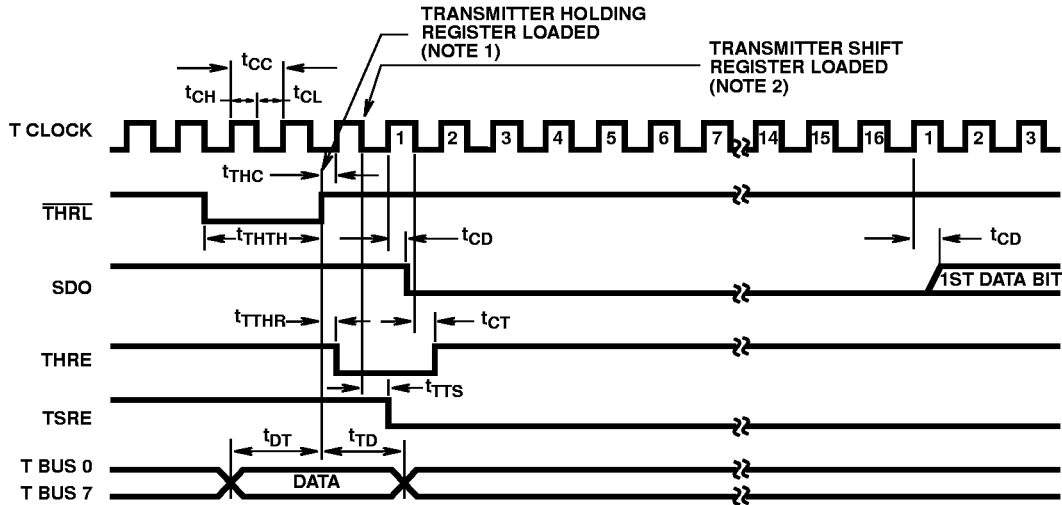 TRANSMITTER HOLDING
REGISTER LOADED
(NOTE 1)
TRANSMITTER SHIFT
REGISTER LOADED
(NOTE 2)
tCC
tCH
tCL
T CLOCK
1 2 3 4 5 6 7 14 15 16 1 2 3
tTHC
THRL
tTHTH
tCD
tCD
SDO
1ST DATA BIT
tTTHR
tCT
THRE
tTTS
TSRE
tDT
tTD
T BUS 0
DATA
T BUS 7